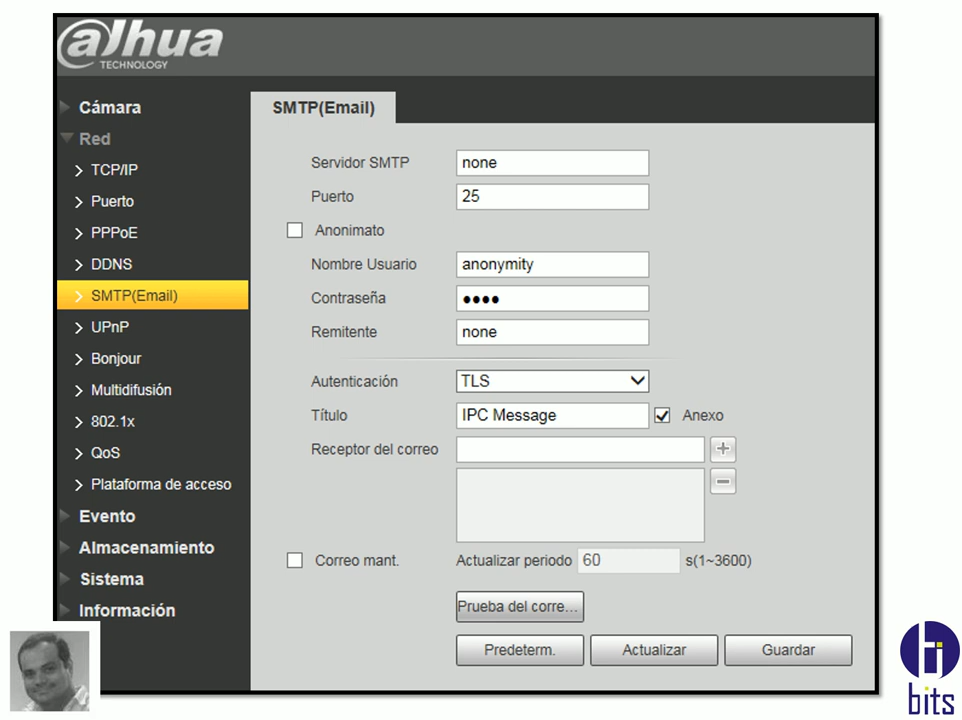 alhua
TECHNOLOGY
Cámara
Red
TCP/IP
Puerto
PPPoE
DDNS
SMTP(Email)
UPnP
Bonjour
Multidifusión
802.1x
QoS
Plataforma de acceso
Evento
Almacenamiento
Sistema
Información
SMTP(Email)
Servidor SMTP none
Puerto 25
Anonimato
Nombre Usuario anonymity
Contraseña ●●●●
Remitente none
Autenticación TLS
Título IPC Message Anexo
Receptor del correo
Correo mant. Actualizar periodo 60 s(1~3600)
Prueba del corre...
Predeterm. Actualizar Guardar
bits